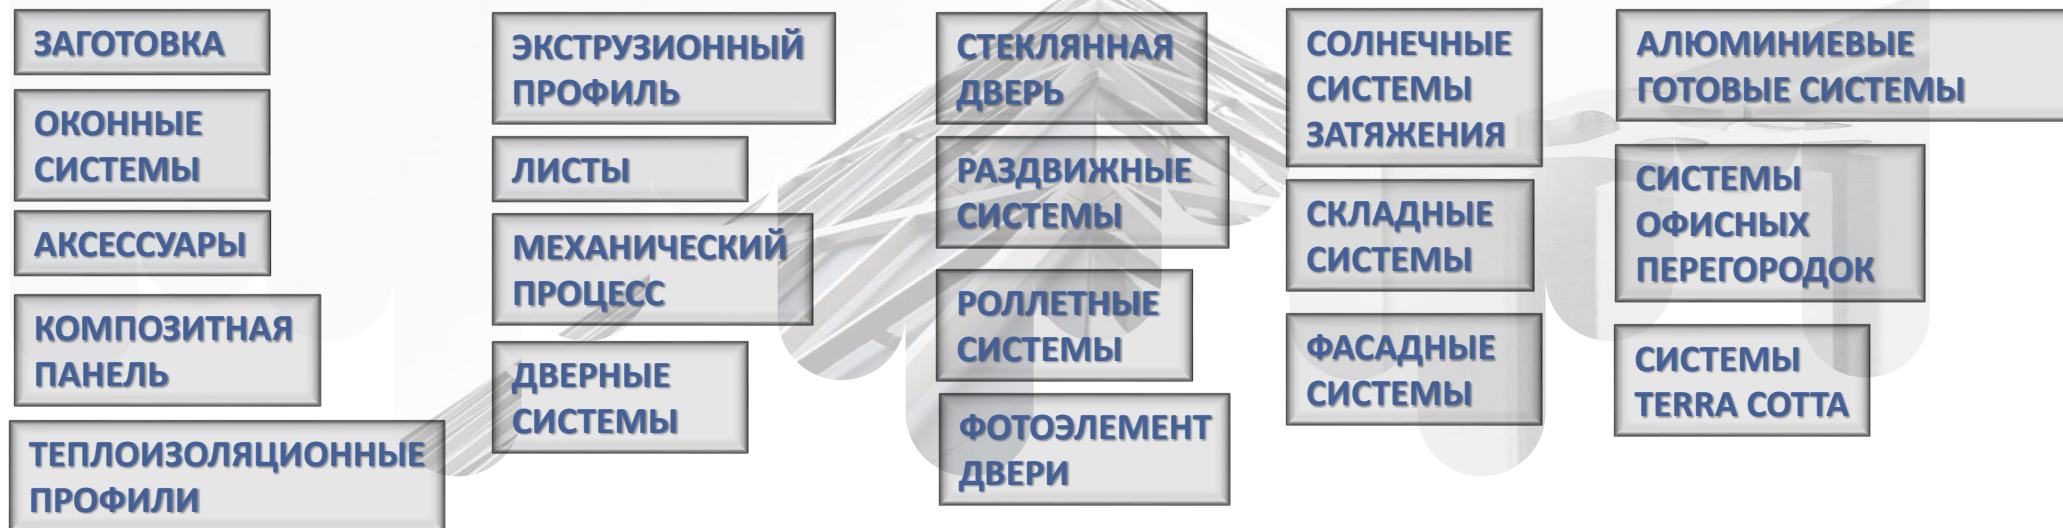 ЗАГОТОВКА
ОКОННЫЕ
СИСТЕМЫ
АКСЕССУАРЫ
КОМПОЗИТНАЯ
ПАНЕЛЬ
ТЕПЛОИЗОЛЯЦИОННЫЕ
ПРОФИЛИ
ЭКСТРУЗИОННЫЙ
ПРОФИЛЬ
ЛИСТЫ
МЕХАНИЧЕСКИЙ
ПРОЦЕСС
ДВЕРНЫЕ
СИСТЕМЫ
СТЕКЛЯННАЯ
ДВЕРЬ
РАЗДВИЖНЫЕ
СИСТЕМЫ
РОЛЛЕТНЫЕ
СИСТЕМЫ
ФОТОЭЛЕМЕНТ
ДВЕРИ
СОЛНЕЧНЫЕ
СИСТЕМЫ
ЗАТЯЖЕНИЯ
СКЛАДНЫЕ
СИСТЕМЫ
ФАСАДНЫЕ
СИСТЕМЫ
АЛЮМИНИЕВЫЕ
ГОТОВЫЕ СИСТЕМЫ
СИСТЕМЫ
ОФИСНЫХ
ПЕРЕГОРОДОК
СИСТЕМЫ
TERRA COTTA